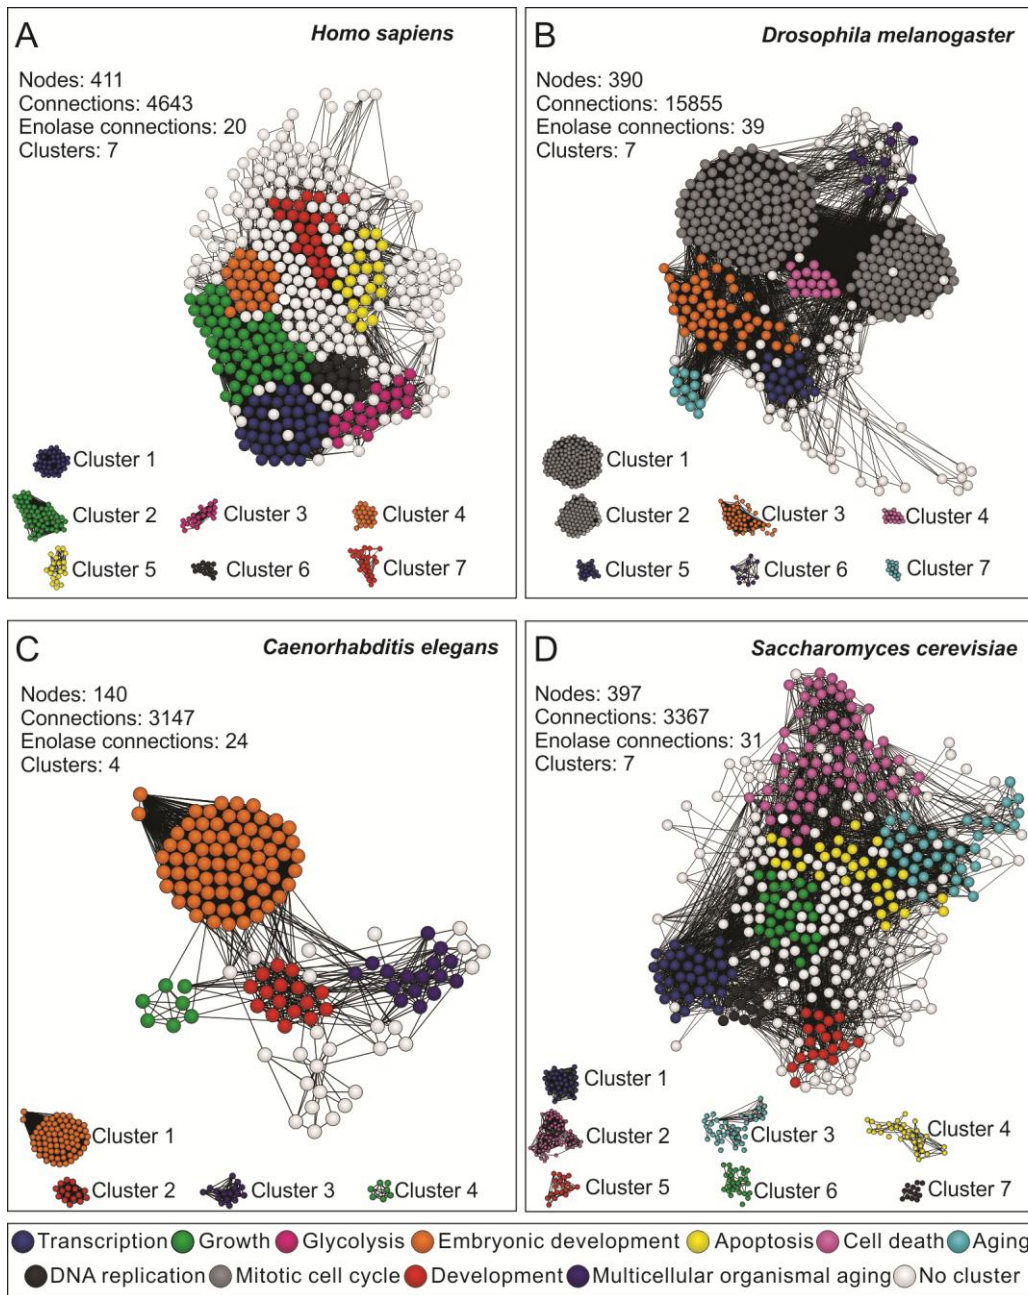 A
Homo sapiens
Nodes: 411
Connections: 4643
Enolase connections: 20
Clusters: 7
Cluster 1
Cluster 2
Cluster 3
Cluster 4
Cluster 5
Cluster 6
Cluster 7
B
Drosophila melanogaster
Nodes: 390
Connections: 15855
Enolase connections: 39
Clusters: 7
Cluster 1
Cluster 2
Cluster 3
Cluster 4
Cluster 5
Cluster 6
Cluster 7
C
Caenorhabditis elegans
Nodes: 140
Connections: 3147
Enolase connections: 24
Clusters: 4
Cluster 1
Cluster 2
Cluster 3
Cluster 4
D
Saccharomyces cerevisiae
Nodes: 397
Connections: 3367
Enolase connections: 31
Clusters: 7
Cluster 1
Cluster 2
Cluster 3
Cluster 4
Cluster 5
Cluster 6
Cluster 7
Transcription Growth Glycolysis Embryonic development Apoptosis Cell death Aging
DNA replication Mitotic cell cycle Development Multicellular organismal aging No cluster